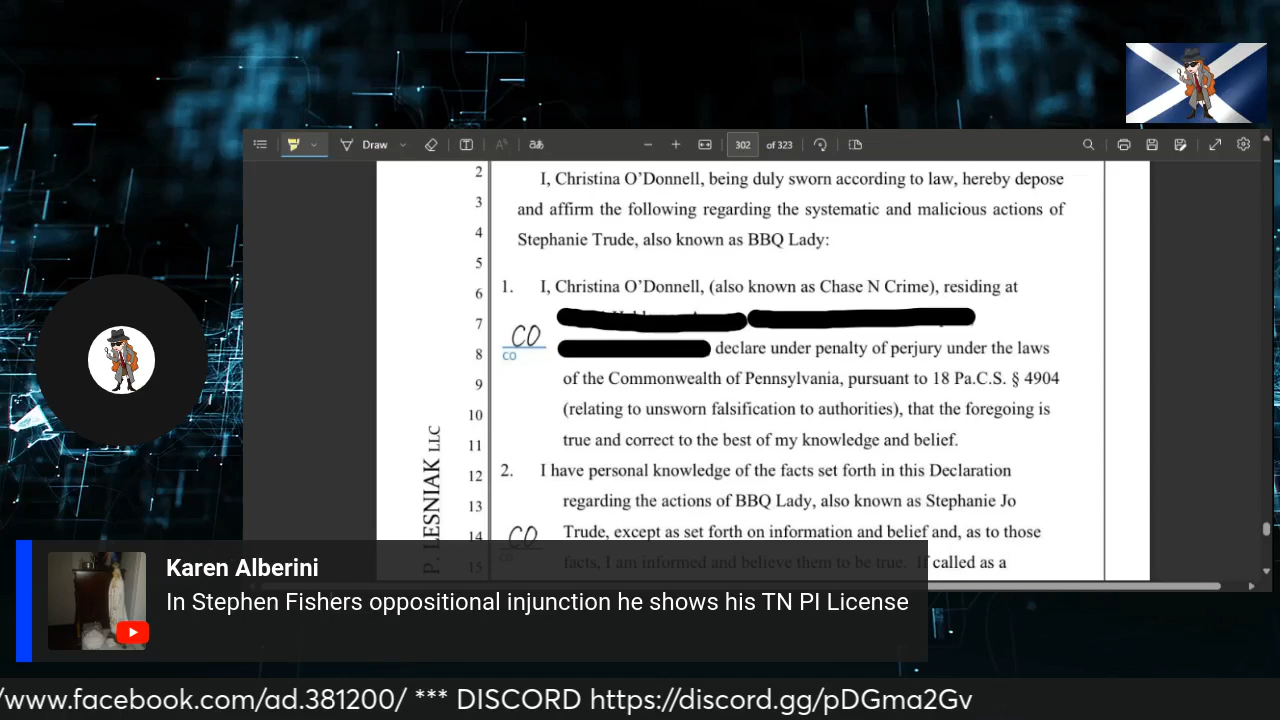 Draw
302 of 323
2 I, Christina O'Donnell, being duly sworn according to law, hereby depose
3 and affirm the following regarding the systematic and malicious actions of
4 Stephanie Trude, also known as BBQ Lady:
5
6 1. I, Christina O'Donnell, (also known as Chase N Crime), residing at
7
CO
8 declare under penalty of perjury under the laws
CO
9 of the Commonwealth of Pennsylvania, pursuant to 18 Pa.C.S. § 4904
10 (relating to unsworn falsification to authorities), that the foregoing is
11 true and correct to the best of my knowledge and belief.
12 2. I have personal knowledge of the facts set forth in this Declaration
13 regarding the actions of BBQ Lady, also known as Stephanie Jo
14 Trude, except as set forth on information and belief and, as to those
CO
15 facts, I am informed and believe them to be true. If called as a
CO
P. LESNIAK LLC
Karen Alberini
In Stephen Fishers oppositional injunction he shows his TN PI License
/www.facebook.com/ad.381200/ *** DISCORD https://discord.gg/pDGma2Gv